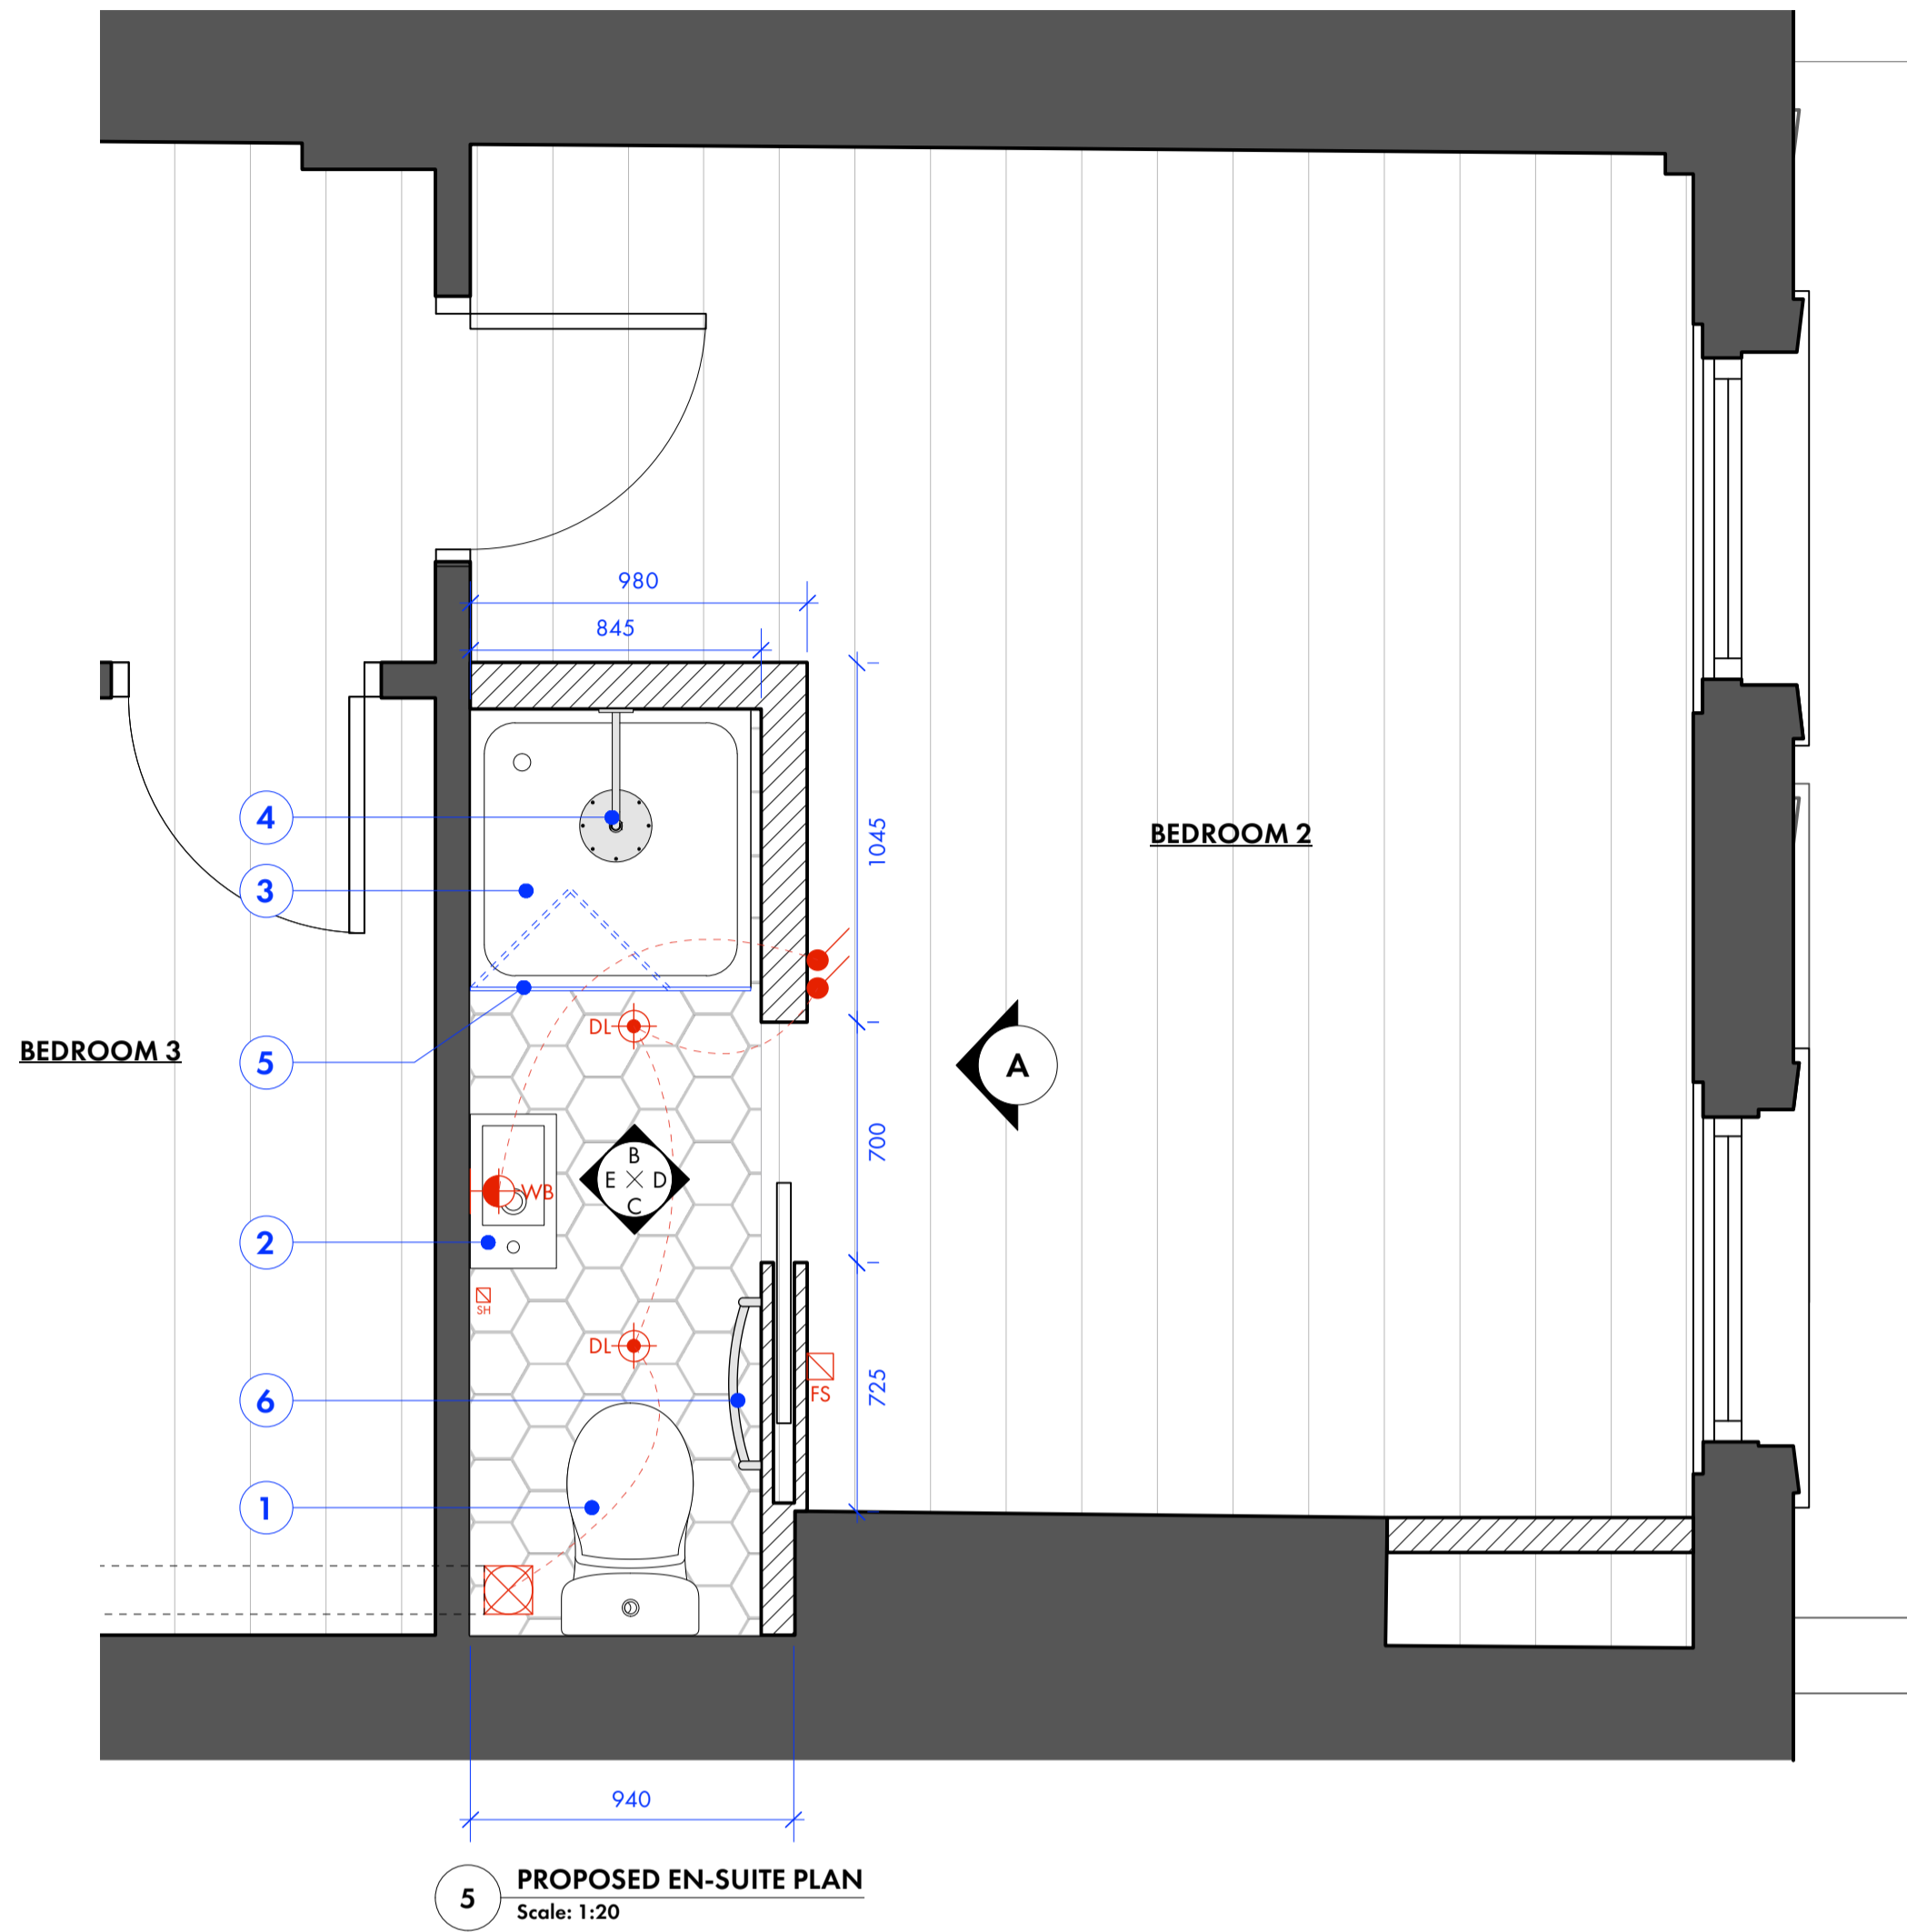 980
845
4
1045
BEDROOM 2
3
DL
BEDROOM 3
5
A
700
B
E D
C
WB
2
SH
DL
6
725
FS
1
940
5
PROPOSED EN-SUITE PLAN
Scale: 1:20